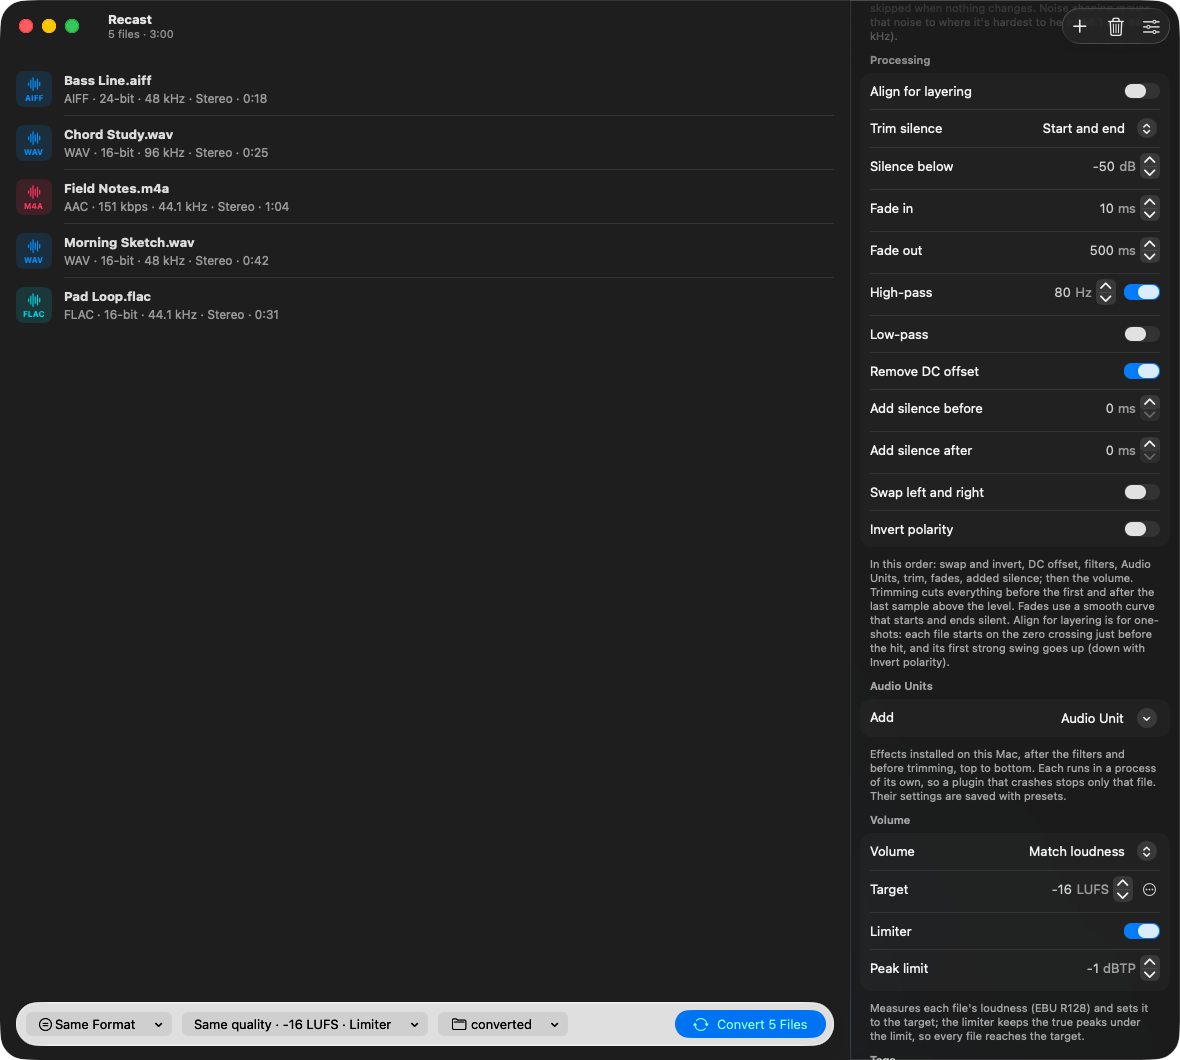 Recast
5 files · 3:00
AIFF
Bass Line.aiff
AIFF · 24-bit · 48 kHz · Stereo · 0:18
WAV
Chord Study.wav
WAV · 16-bit · 96 kHz · Stereo · 0:25
M4A
Field Notes.m4a
AAC · 151 kbps · 44.1 kHz · Stereo · 1:04
WAV
Morning Sketch.wav
WAV · 16-bit · 48 kHz · Stereo · 0:42
FLAC
Pad Loop.flac
FLAC · 16-bit · 44.1 kHz · Stereo · 0:31
Same Format
Same quality · -16 LUFS · Limiter
converted
Convert 5 Files
skipped when nothing changes. Noise shaping moves
that noise to where it's hardest to
kHz).
Processing
Align for layering
Trim silence Start and end
Silence below -50 dB
Fade in 10 ms
Fade out 500 ms
High-pass 80 Hz
Low-pass
Remove DC offset
Add silence before 0 ms
Add silence after 0 ms
Swap left and right
Invert polarity
In this order: swap and invert, DC offset, filters, Audio
Units, trim, fades, added silence; then the volume.
Trimming cuts everything before the first and after the
last sample above the level. Fades use a smooth curve
that starts and ends silent. Align for layering is for one-
shots: each file starts on the zero crossing just before
the hit, and its first strong swing goes up (down with
Invert polarity).
Audio Units
Add Audio Unit
Effects installed on this Mac, after the filters and
before trimming, top to bottom. Each runs in a process
of its own, so a plugin that crashes stops only that file.
Their settings are saved with presets.
Volume
Volume Match loudness
Target -16 LUFS
Limiter
Peak limit -1 dBTP
Measures each file's loudness (EBU R128) and sets it
to the target; the limiter keeps the true peaks under
the limit, so every file reaches the target.
Tags